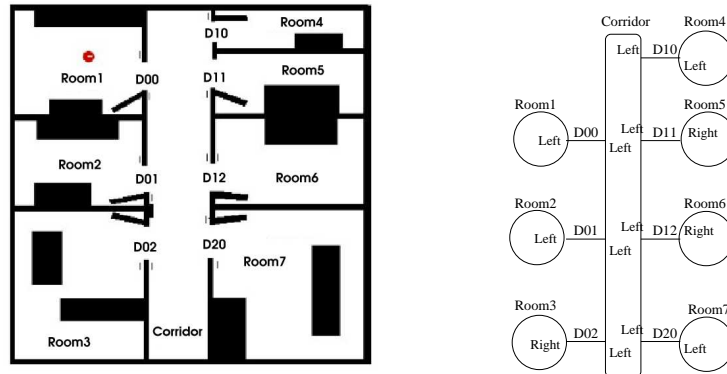 Room4
D10
Room1
D00
D11
Room5
Room2
D01
D12
Room6
D02
D20
Room7
Room3
Corridor
Corridor
Room4
Left
D10
Left
Room1
Room5
Left
D00
Left
Left
D11
Right
Room2
Room6
Left
D01
Left
Left
D12
Right
Room3
Room7
Right
D02
Left
Left
D20
Left